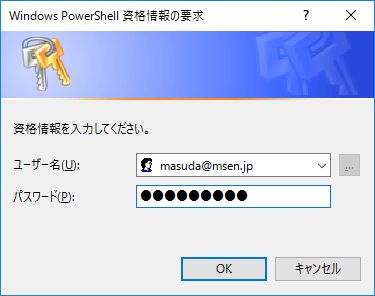 Windows PowerShell 資格情報の要求
資格情報を入力してください。
ユーザー名(U):
masuda@msen.jp
...
パスワード(P):
●●●●●●●●●
OK
キャンセル